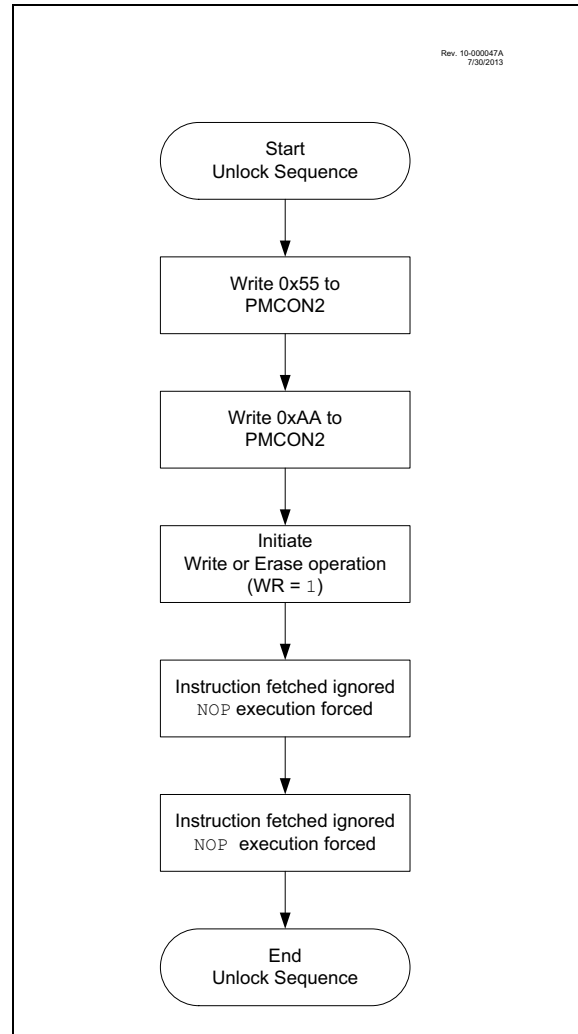 Rev. 10-000047A
7/30/2013
Start
Unlock Sequence
Write 0x55 to
PMCON2
Write 0xAA to
PMCON2
Initiate
Write or Erase operation
(WR = 1)
Instruction fetched ignored
NOP execution forced
Instruction fetched ignored
NOP execution forced
End
Unlock Sequence